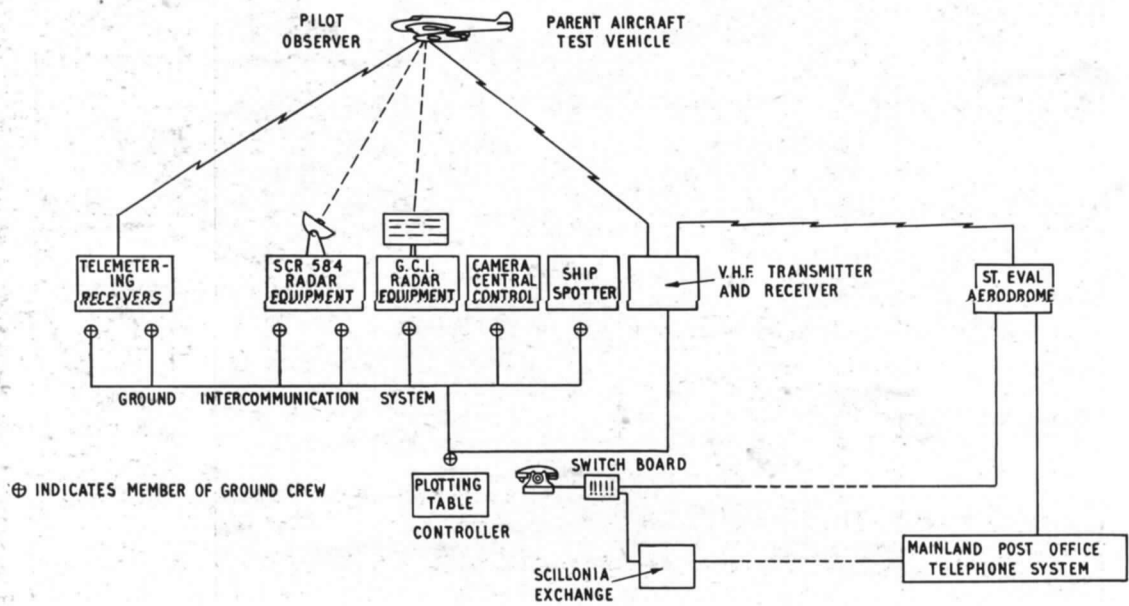 PILOT
OBSERVER
PARENT AIRCRAFT
TEST VEHICLE
TELEMETER-
ING
RECEIVERS
SCR 584
RADAR
EQUIPMENT
G.C.I.
RADAR
EQUIPMENT
CAMERA
CENTRAL
CONTROL
SHIP
SPOTTER
V.H.F. TRANSMITTER
AND RECEIVER
ST. EVAL
AERODROME
GROUND INTERCOMMUNICATION SYSTEM
⊕ INDICATES MEMBER OF GROUND CREW
PLOTTING
TABLE
CONTROLLER
SWITCH BOARD
SCILLONIA
EXCHANGE
MAINLAND POST OFFICE
TELEPHONE SYSTEM